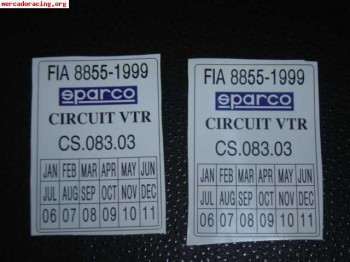 www.mercadoracing.org
FIA 8855-1999
sparco
CIRCUIT VTR
CS.083.03
JAN FEB MAR APR MAY JUN
JUL AUG SEP OCT NOV DEC
06 07 08 09 10 11
FIA 8855-1999
sparco
CIRCUIT VTR
CS.083.03
JAN FEB MAR APR MAY JUN
JUL AUG SEP OCT NOV DEC
06 07 08 09 10 11